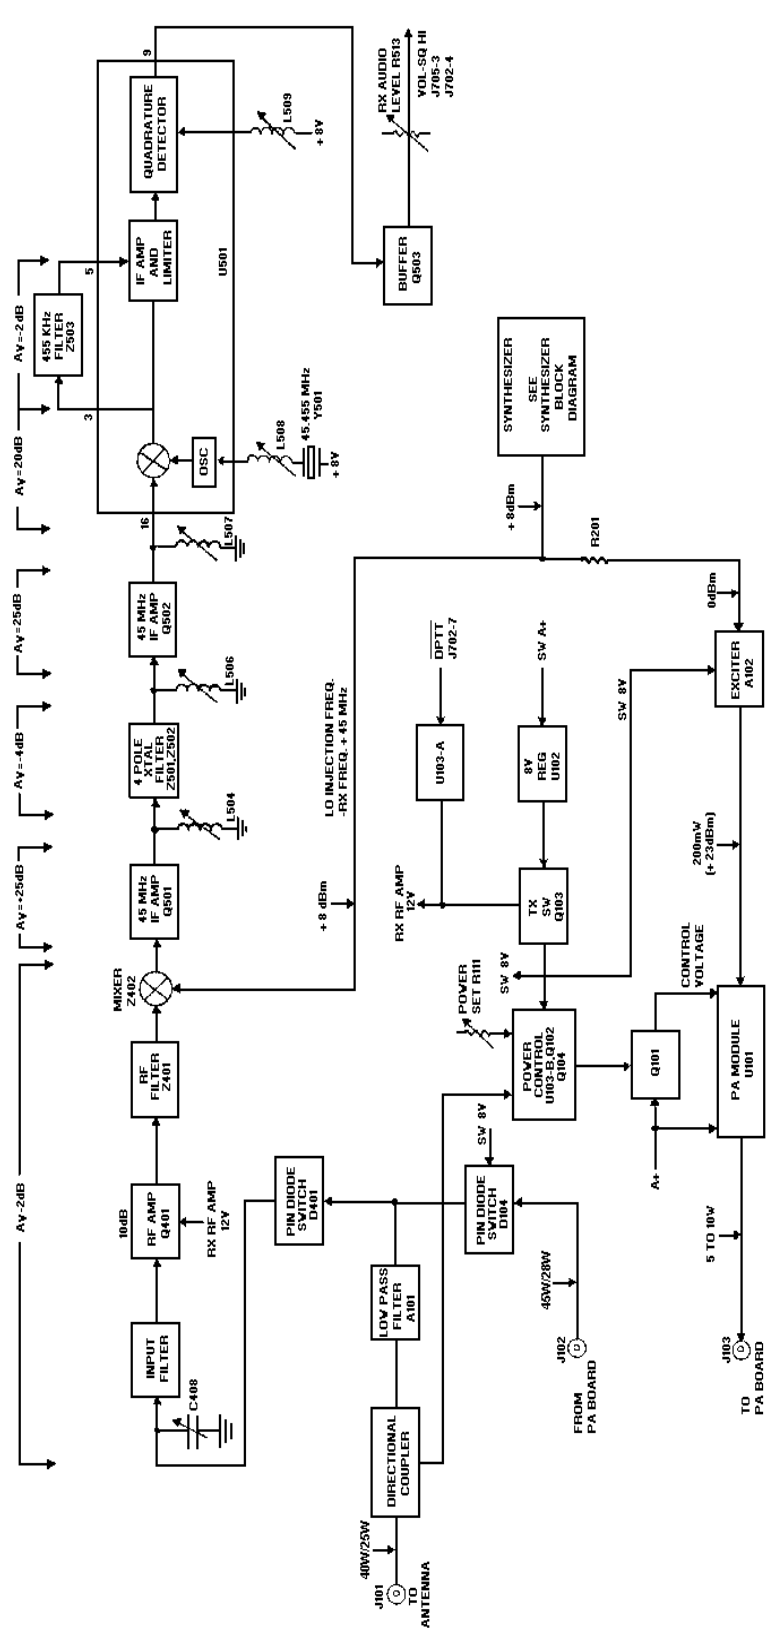 Av-2dB
Av=+25dB
Av=-4dB
Av=25dB
Av=20dB
Av=-2dB
INPUT
FILTER
C408
10dB
RF AMP
Q401
RX RF AMP
12V
RF
FILTER
Z401
MIXER
Z402
45 MHz
IF AMP
Q501
L504
4 POLE
XTAL
FILTER
Z501,Z502
L506
45 MHz
IF AMP
Q502
L507
16
3
5
9
455 KHz
FILTER
Z503
OSC
IF AMP
AND
LIMITER
QUADRATURE
DETECTOR
U501
L508
45.455 MHz
Y501
+ 8V
L509
+ 8V
BUFFER
Q503
RX AUDIO
LEVEL R513
VOL-SQ HI
J705-3
J702-4
PIN DIODE
SWITCH
D401
+ 8 dBm
LO INJECTION FREQ.
-RX FREQ. + 45 MHz
SYNTHESIZER
SEE
SYNTHESIZER
BLOCK
DIAGRAM
+ 8dBm
R201
0dBm
J101
TO
ANTENNA
40W/25W
DIRECTIONAL
COUPLER
LOW PASS
FILTER
A101
PIN DIODE
SWITCH
D104
SW 8V
J102
FROM
PA BOARD
45W/28W
POWER
SET R111
POWER
CONTROL
U103-B,Q102
Q104
SW 8V
RX RF AMP
12V
TX
SW
Q103
U103-A
DPTT
J702-7
8V
REG
U102
SW A+
SW 8V
EXCITER
A102
200mW
(+ 23dBm)
CONTROL
VOLTAGE
Q101
A+
PA MODULE
U101
5 TO 10W
J103
TO
PA BOARD